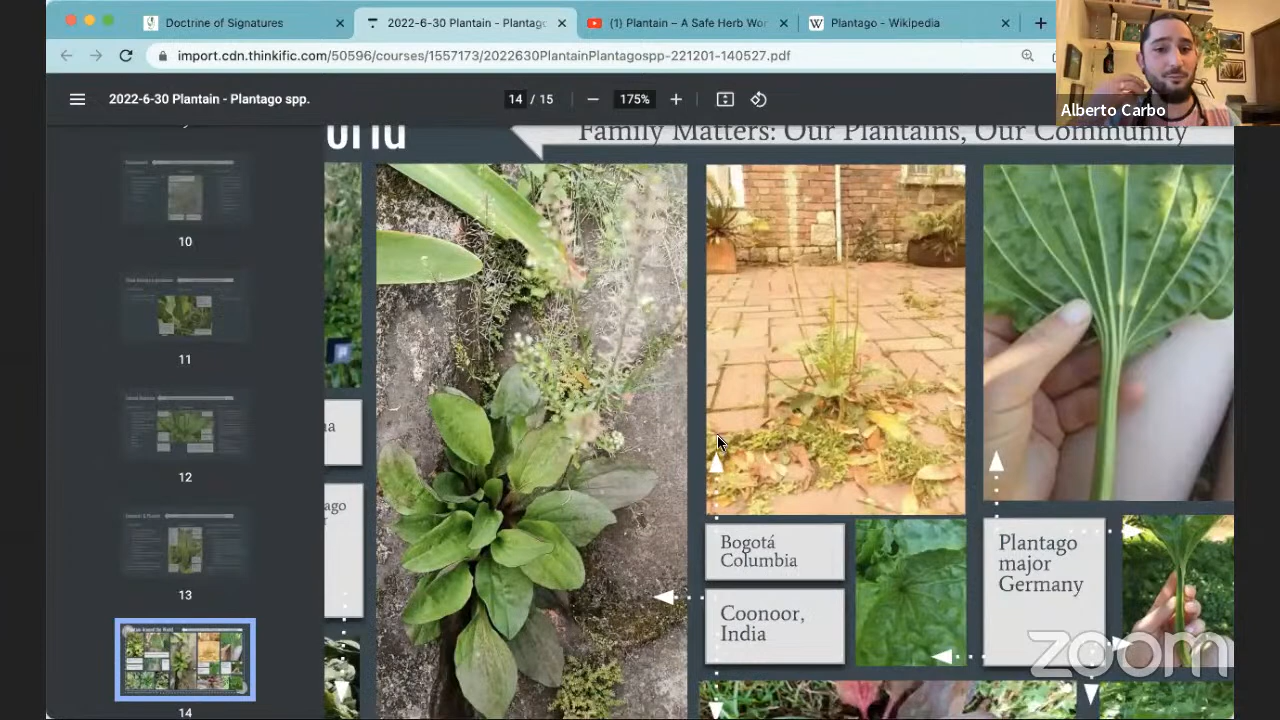 Doctrine of Signatures
2022-6-30 Plantain - Plantago
(1) Plantain – A Safe Herb Wor
Plantago - Wikipedia
import.cdn.thinkific.com/50596/courses/1557173/2022630PlantainPlantagospp-221201-140527.pdf
2022-6-30 Plantain - Plantago spp.
14 / 15
175%
Alberto Carbo
Family Matters: Our Plantains, Our Community
10
11
12
13
14
Bogotá
Columbia
Coonoor,
India
Plantago
major
Germany
zoom